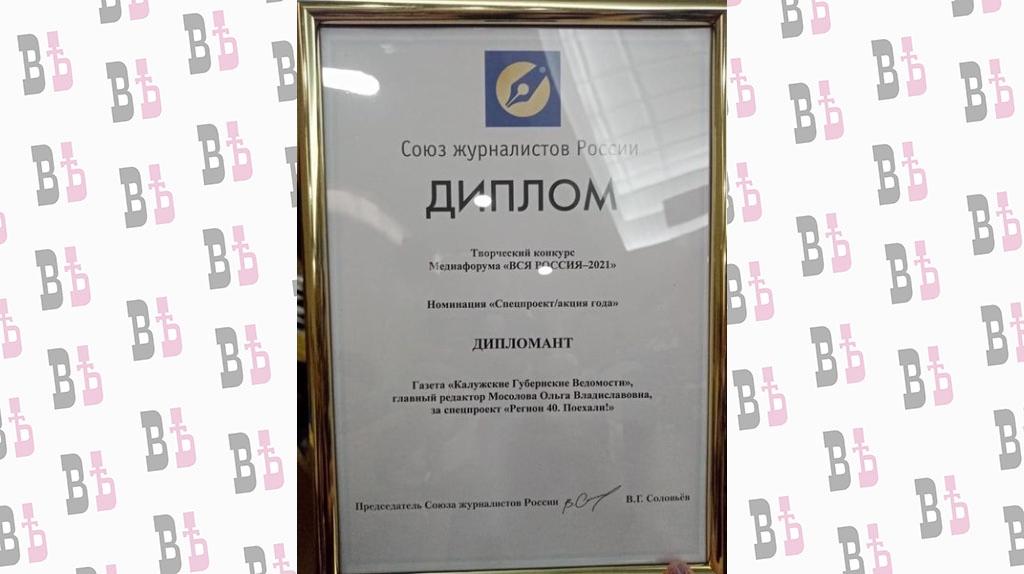 Союз журналистов России
ДИПЛОМ
Творческий конкурс
Медиафорума «ВСЯ РОССИЯ–2021»
Номинация «Спецпроект/акция года»
ДИПЛОМАНТ
Газета «Калужские Губернские Ведомости»,
главный редактор Мосолова Ольга Владиславовна,
за спецпроект «Регион 40. Поехали!»
Председатель Союза журналистов России В.Г. Соловьёв